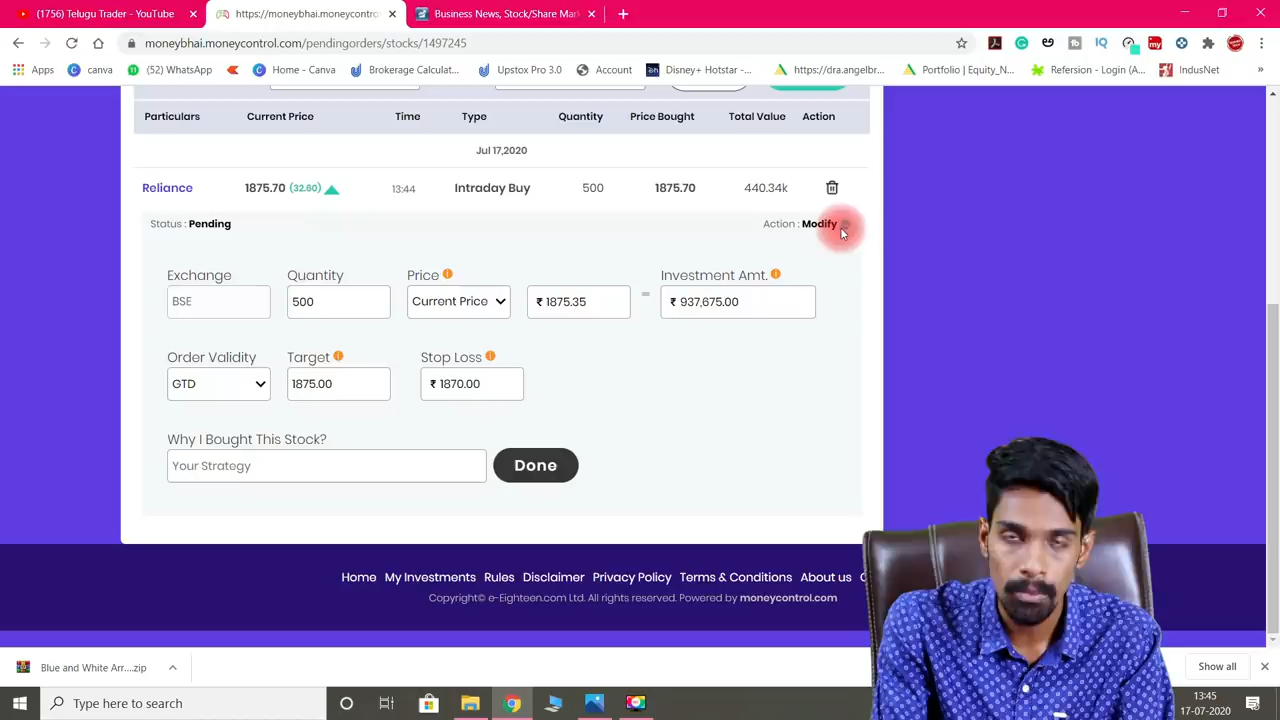 (1756) Telugu Trader - YouTube
https://moneybhai.moneycontro
Business News, Stock/Share Mar
moneybhai.moneycontrol.com/pendingorders/stocks/1497245
Apps
canva
(52) WhatsApp
Home - Canva
Brokerage Calculat...
Upstox Pro 3.0
Account
Disney+ Hotstar -...
https://dra.angelbr...
Portfolio | Equity_N...
Refersion - Login (A...
IndusNet
Particulars Current Price Time Type Quantity Price Bought Total Value Action
Jul 17,2020
Reliance 1875.70 (32.60) 13:44 Intraday Buy 500 1875.70 440.34k
Status : Pending Action : Modify
Exchange Quantity Price Investment Amt.
BSE 500 Current Price ₹ 1875.35 = ₹ 937,675.00
Order Validity Target Stop Loss
GTD 1875.00 ₹ 1870.00
Why I Bought This Stock?
Your Strategy Done
Home My Investments Rules Disclaimer Privacy Policy Terms & Conditions About us
Copyright© e-Eighteen.com Ltd. All rights reserved. Powered by moneycontrol.com
Blue and White Arr....zip Show all
Type here to search
13:45
17-07-2020